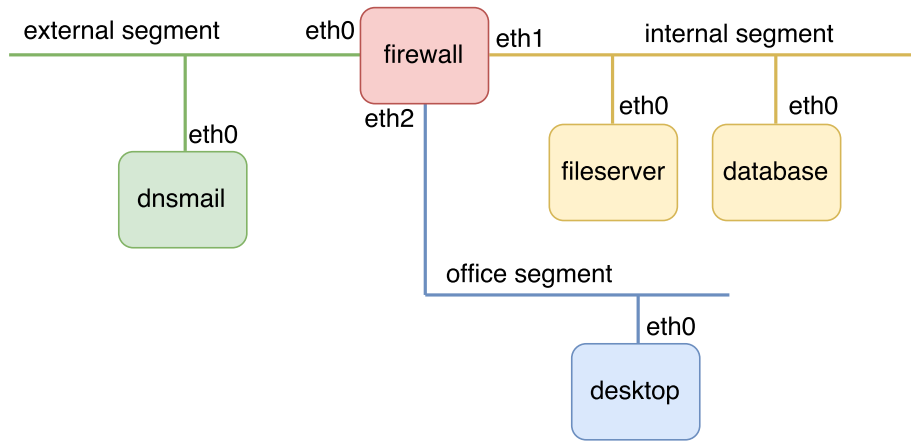 external segment
eth0
firewall
eth1
internal segment
eth2
eth0
eth0
eth0
dnsmail
fileserver
database
office segment
eth0
desktop